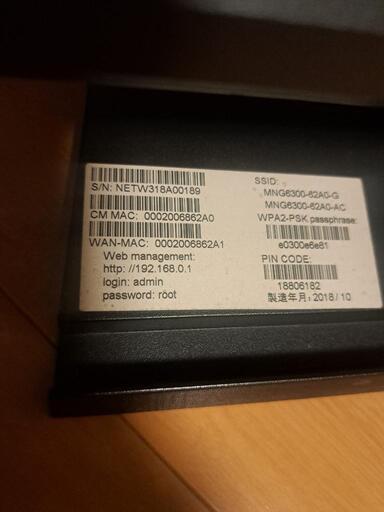 S/N: NETW318A00189
CM MAC: 0002006862A0
WAN-MAC: 0002006862A1
Web management:
http: //192.168.0.1
login: admin
password: root
SSID:
MNG6300-62A0-G
MNG6300-62A0-AC
WPA2-PSK passphrase:
e0300e6e81
PIN CODE:
18806182
製造年月: 2018/10